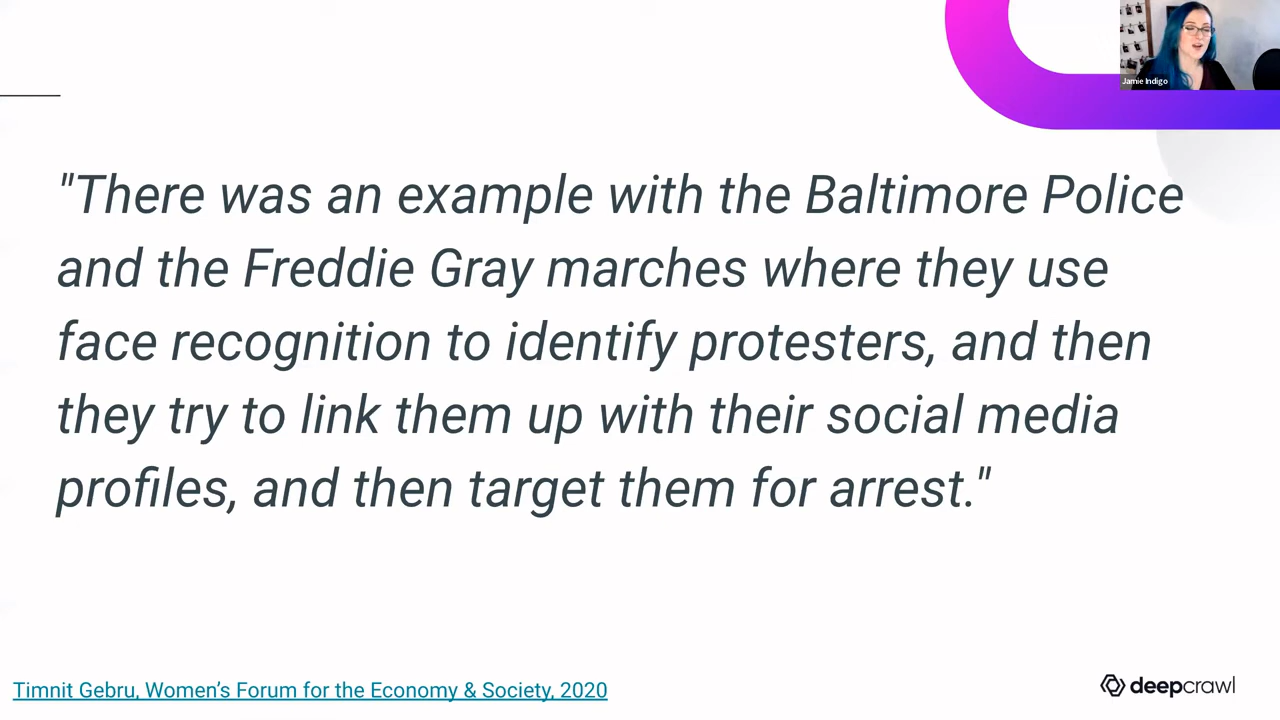 Jamie Indigo
"There was an example with the Baltimore Police
and the Freddie Gray marches where they use
face recognition to identify protesters, and then
they try to link them up with their social media
profiles, and then target them for arrest."
Timnit Gebru, Women's Forum for the Economy & Society, 2020
deepcrawl